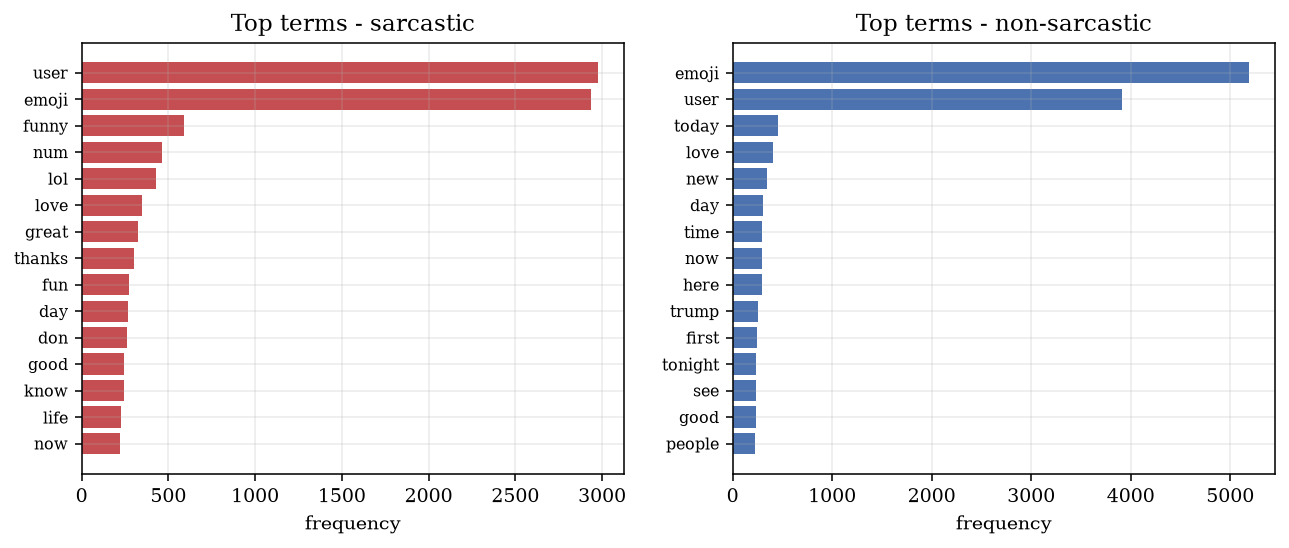 Top terms - sarcastic
user
emoji
funny
num
lol
love
great
thanks
fun
day
don
good
know
life
now
0 500 1000 1500 2000 2500 3000
frequency
Top terms - non-sarcastic
emoji
user
today
love
new
day
time
now
here
trump
first
tonight
see
good
people
0 1000 2000 3000 4000 5000
frequency